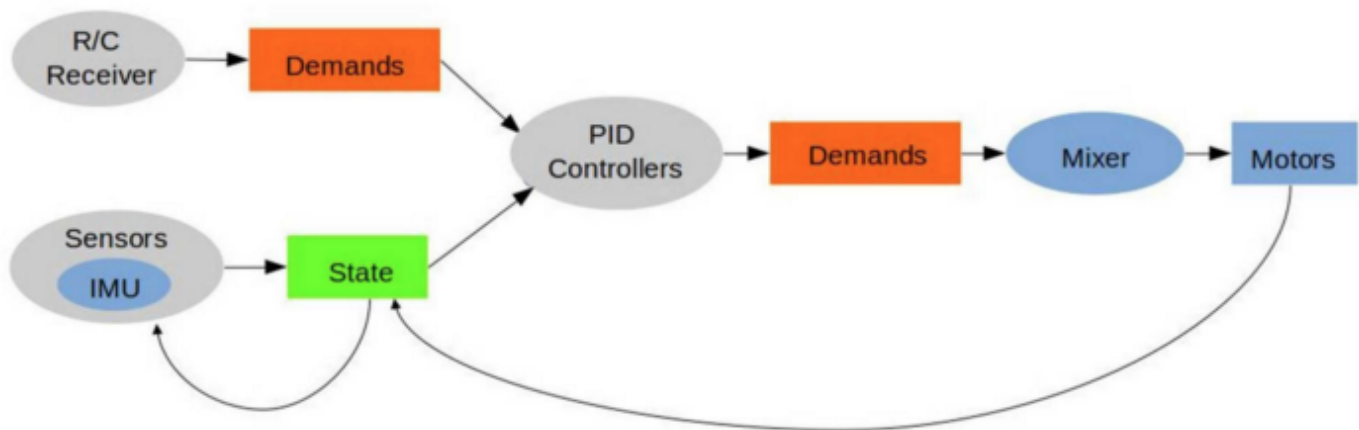 R/C
Receiver
Demands
PID
Controllers
Demands
Mixer
Motors
Sensors
IMU
State